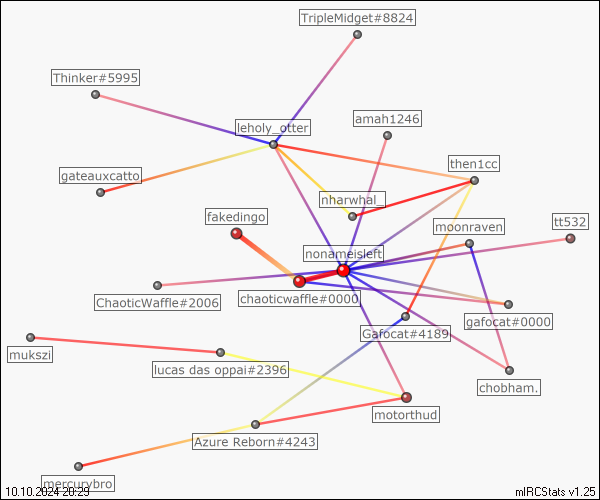 TripleMidget#8824
Thinker#5995
leholy_otter
amah1246
then1cc
gateauxcatto
nharwhal_
fakedingo
moonraven
tt532
nonameisleft
ChaoticWaffle#2006
chaoticwaffle#0000
gafocat#0000
Gafocat#4189
mukszi
lucas das oppai#2396
chobham.
motorthud
Azure Reborn#4243
mercurybro
10.10.2024 20:29
mIRCStats v1.25